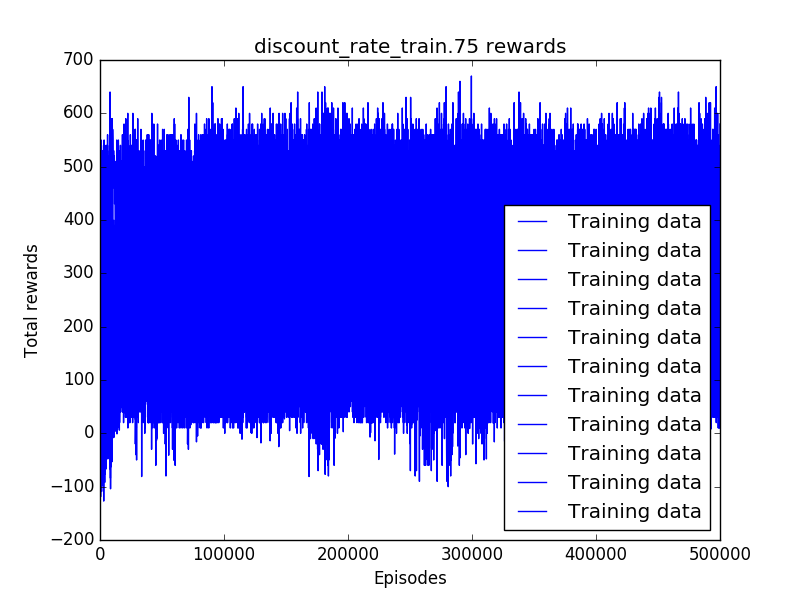 discount_rate_train.75 rewards
700
600
500
400
300
200
100
0
−100
−200
Total rewards
Training data
Training data
Training data
Training data
Training data
Training data
Training data
Training data
Training data
Training data
Training data
0 100000 200000 300000 400000 500000
Episodes